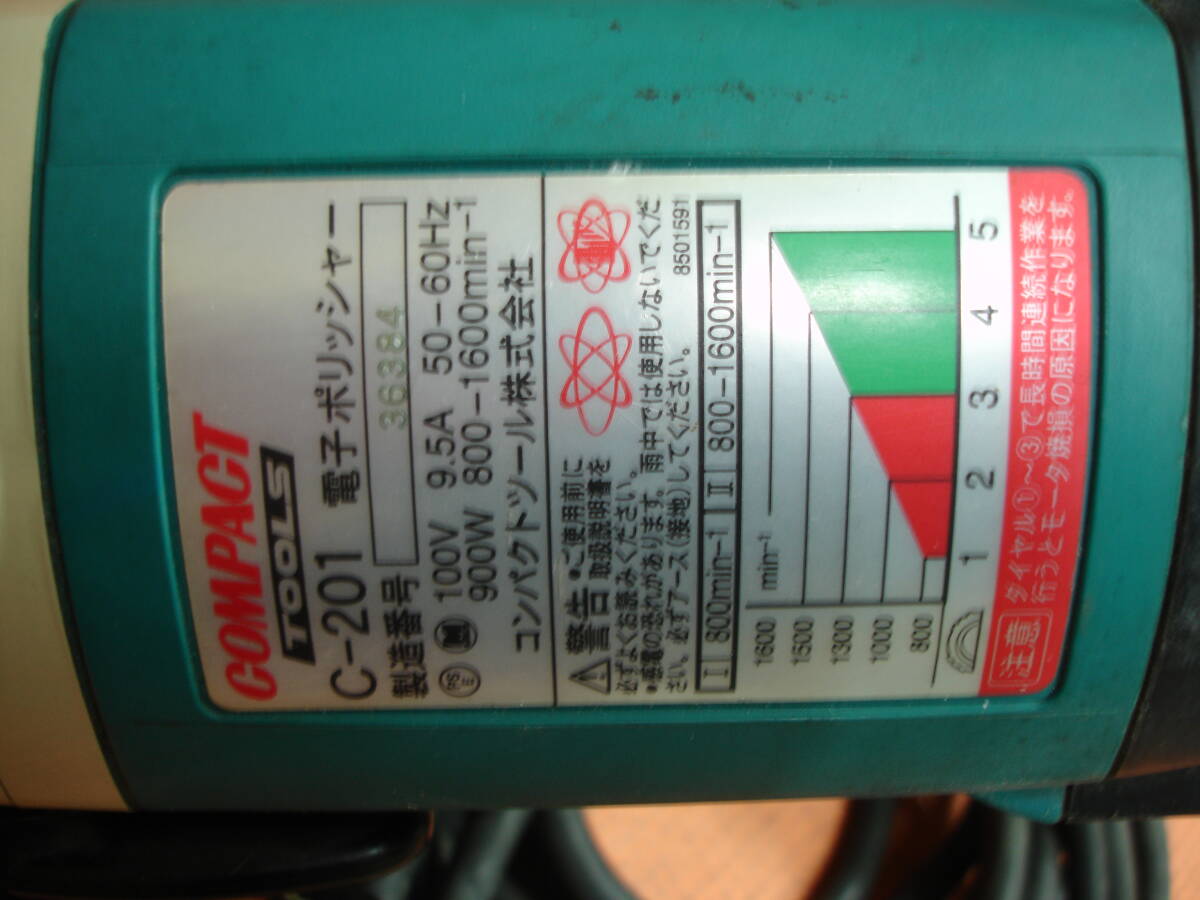 COMPACT
TOOLS
C-201 電子ポリッシャー
製造番号 36384
PS E 100V 9.5A 50-60Hz
900W 800-1600min-1
コンパクトツール株式会社
警告 •ご使用前に
取扱説明書を
必ずよくお読みください。
•感電の恐れがあります。雨中では使用しないでくだ
さい。必ずアース(接地)してください。 8501591
I 800min-1 II 800-1600min-1
min-1
1600
1500
1300
1000
800
1 2 3 4 5
注意 ダイヤル①~③で長時間連続作業を
行うとモータ焼損の原因になります。